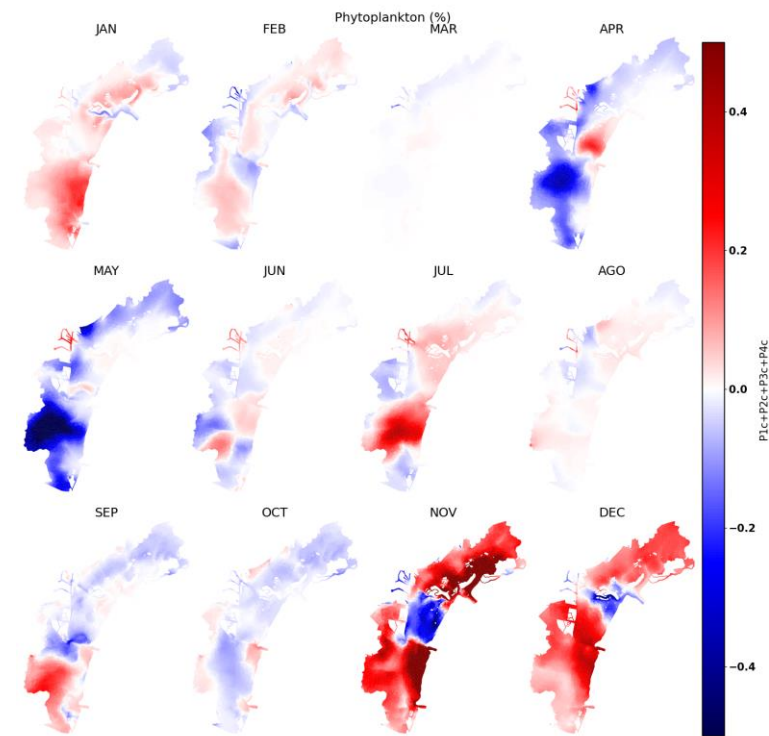 Phytoplankton (%)
JAN
FEB
MAR
APR
MAY
JUN
JUL
AGO
SEP
OCT
NOV
DEC
0.4
0.2
0.0
−0.2
−0.4
P1c+P2c+P3c+P4c